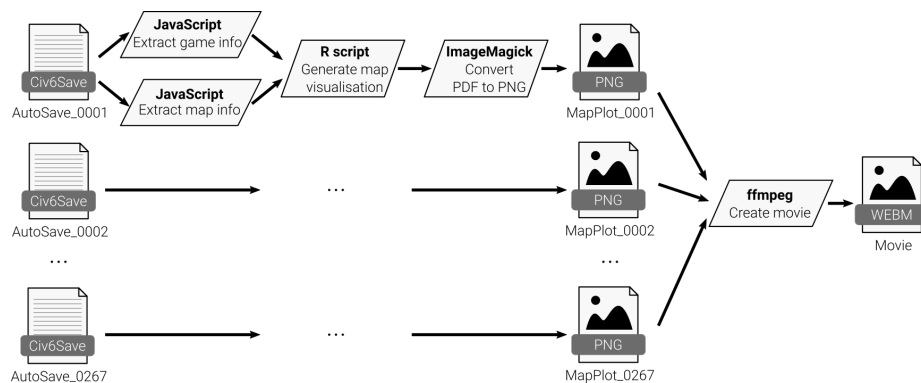 JavaScript
Extract game info
Civ6Save
AutoSave_0001
JavaScript
Extract map info
R script
Generate map
visualisation
ImageMagick
Convert
PDF to PNG
PNG
MapPlot_0001
Civ6Save
AutoSave_0002
...
...
PNG
MapPlot_0002
...
...
ffmpeg
Create movie
WEBM
Movie
Civ6Save
AutoSave_0267
...
PNG
MapPlot_0267